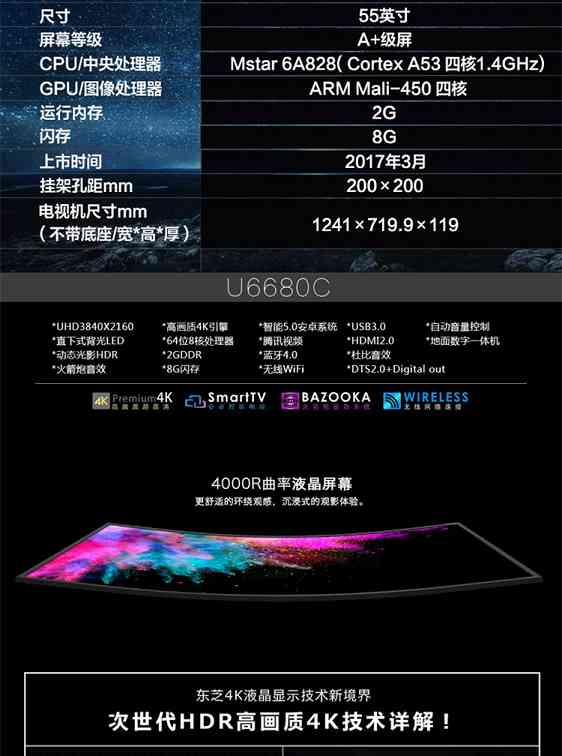 尺寸 55英寸
屏幕等级 A+级屏
CPU/中央处理器 Mstar 6A828( Cortex A53 四核1.4GHz)
GPU/图像处理器 ARM Mali-450 四核
运行内存 2G
闪存 8G
上市时间 2017年3月
挂架孔距mm 200×200
电视机尺寸mm
（不带底座/宽*高*厚） 1241×719.9×119
U6680C
*UHD3840X2160 *高画质4K引擎 *智能5.0安卓系统 *USB3.0 *自动音量控制
*直下式背光LED *64位8核处理器 *腾讯视频 *HDMI2.0 *地面数字一体机
*动态光影HDR *2GDDR *蓝牙4.0 *杜比音效
*火箭炮音效 *8G闪存 *无线WiFi *DTS2.0+Digital out
4K Premium4K SmartTV BAZOOKA WIRELESS
无线网络连接
4000R曲率液晶屏幕
更舒适的环绕观感，沉浸式的观影体验。
东芝4K液晶显示技术新境界
次世代HDR高画质4K技术详解！